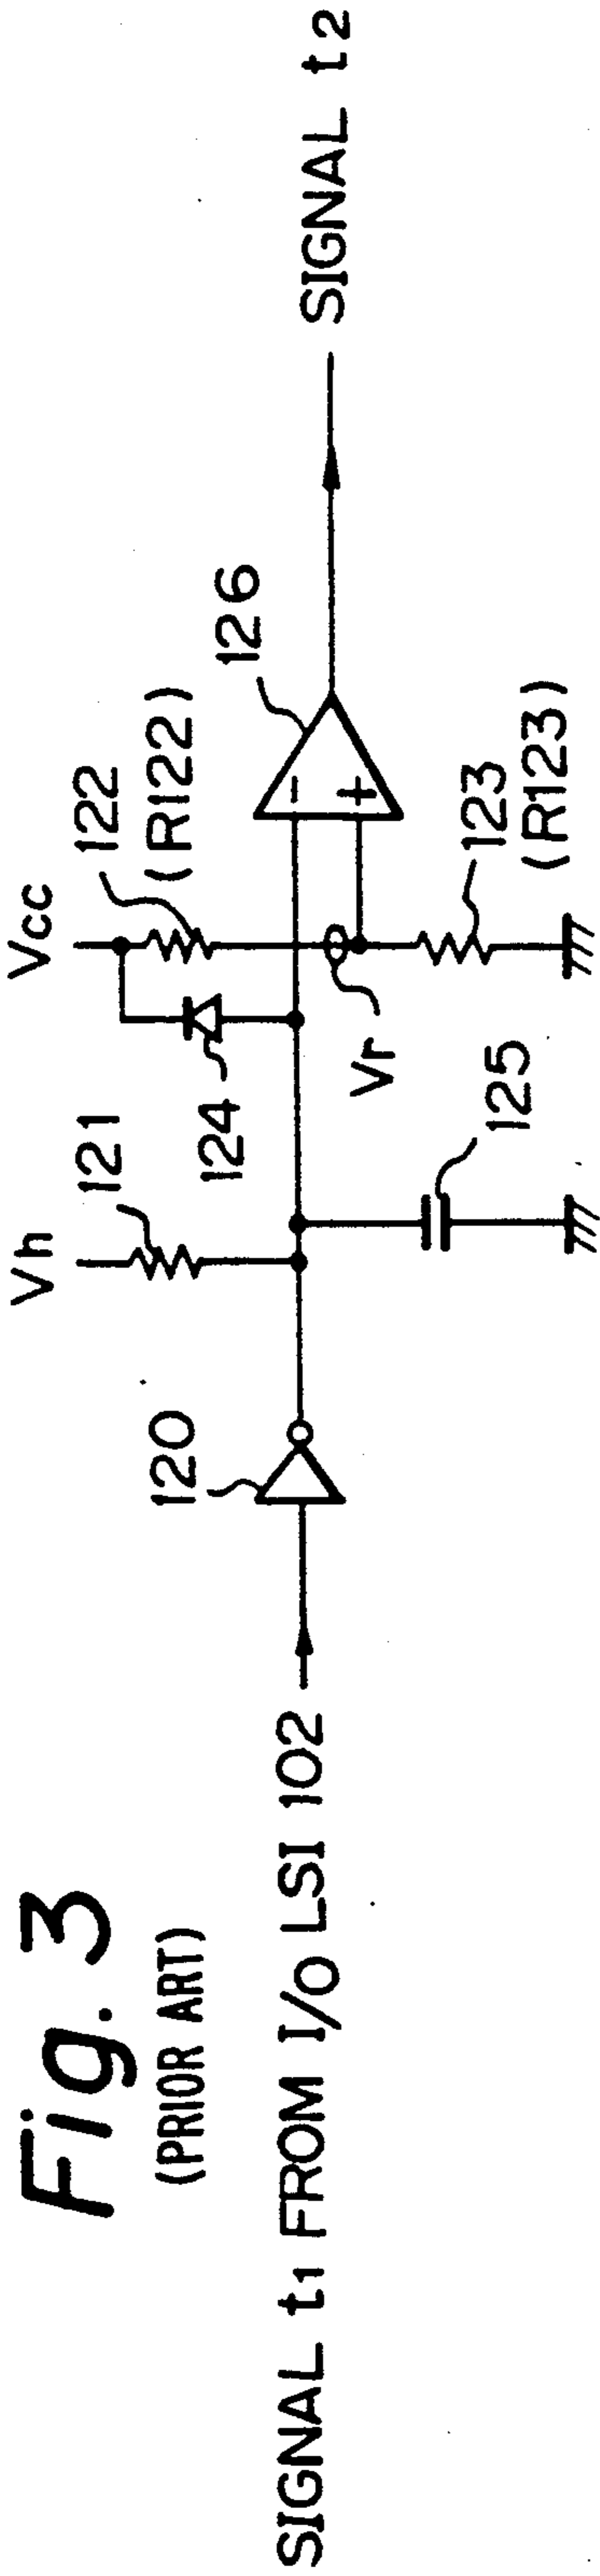 Fig. 3
(PRIOR ART)
SIGNAL t1 FROM I/O LSI 102
120
Vh
121
124
Vcc
122
(R122)
Vr
125
123
(R123)
-
+
126
SIGNAL t2